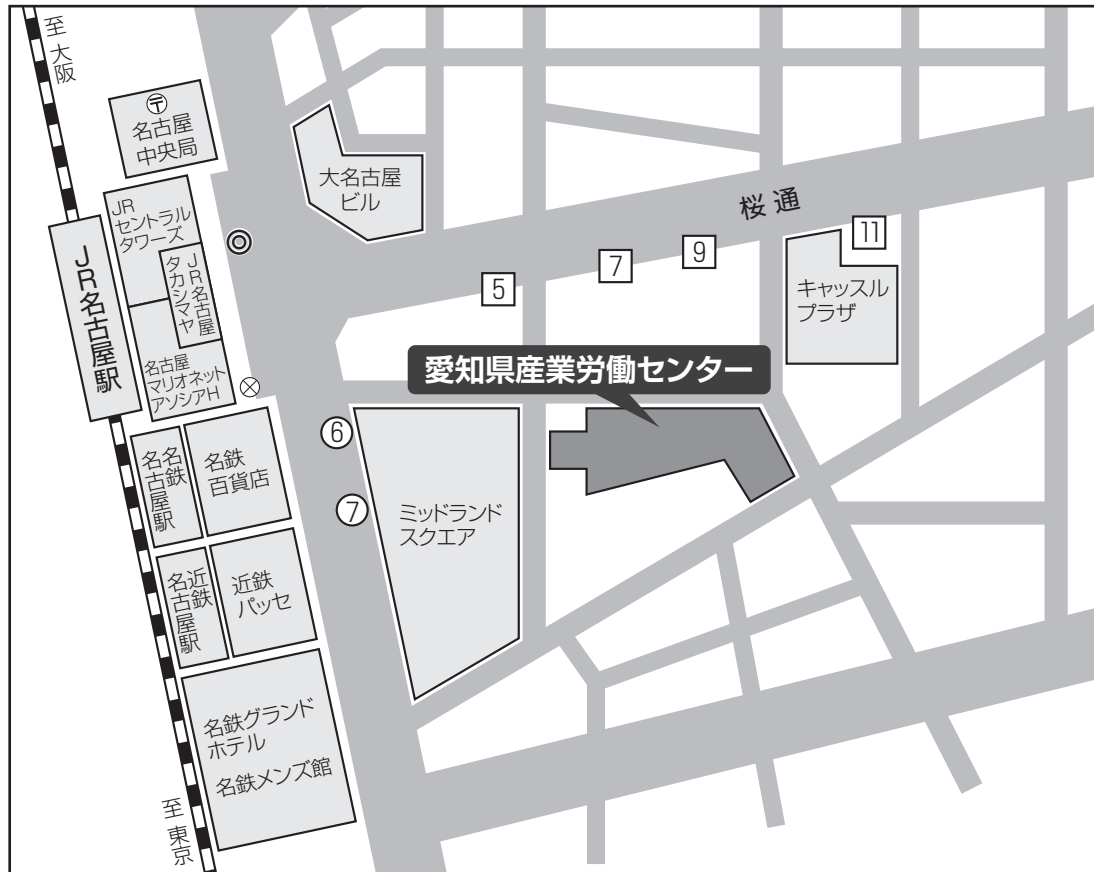 至 大阪
〒
名古屋
中央局
JR
セントラル
タワーズ
JR名古屋
タカシマヤ
JR名古屋駅
名古屋
マリオネット
アソシアH
大名古屋
ビル
桜通
5
7
9
11
キャッスル
プラザ
愛知県産業労働センター
6
7
ミッドランド
スクエア
名鉄
名古屋駅
名鉄
百貨店
近鉄
名古屋駅
近鉄
パッセ
名鉄グランド
ホテル
名鉄メンズ館
至 東京